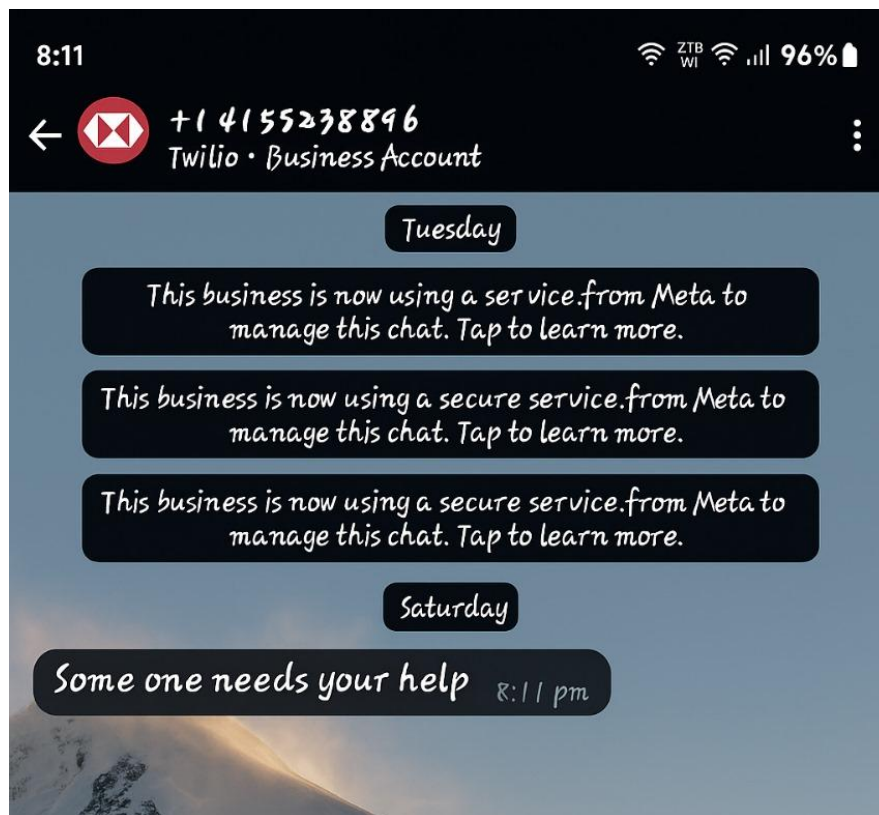 8:11 ZTB WI 96%
+1 4155238896
Twilio • Business Account
Tuesday
This business is now using a service from Meta to
manage this chat. Tap to learn more.
This business is now using a secure service from Meta to
manage this chat. Tap to learn more.
This business is now using a secure service from Meta to
manage this chat. Tap to learn more.
Saturday
Some one needs your help 8:11 pm